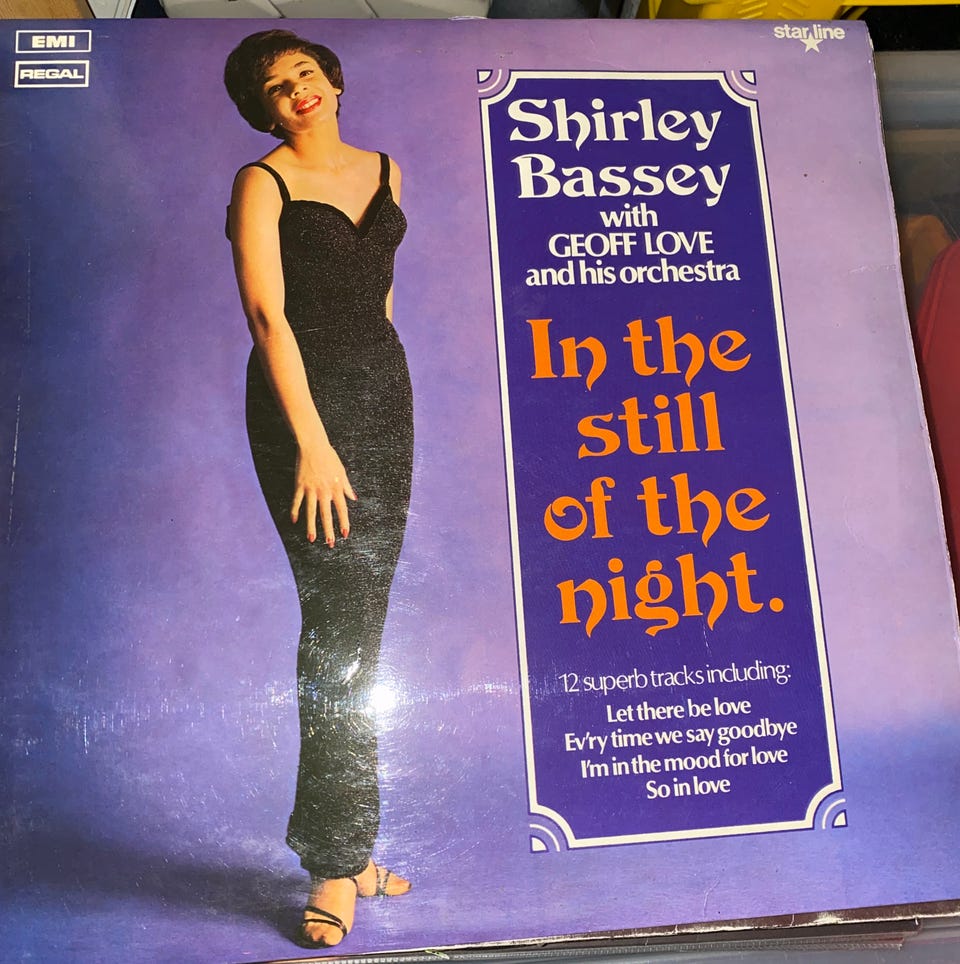 EMI
REGAL
starline
Shirley
Bassey
with
GEOFF LOVE
and his orchestra
In the
still
of the
night.
12 superb tracks including:
Let there be love
Ev'ry time we say goodbye
I'm in the mood for love
So in love